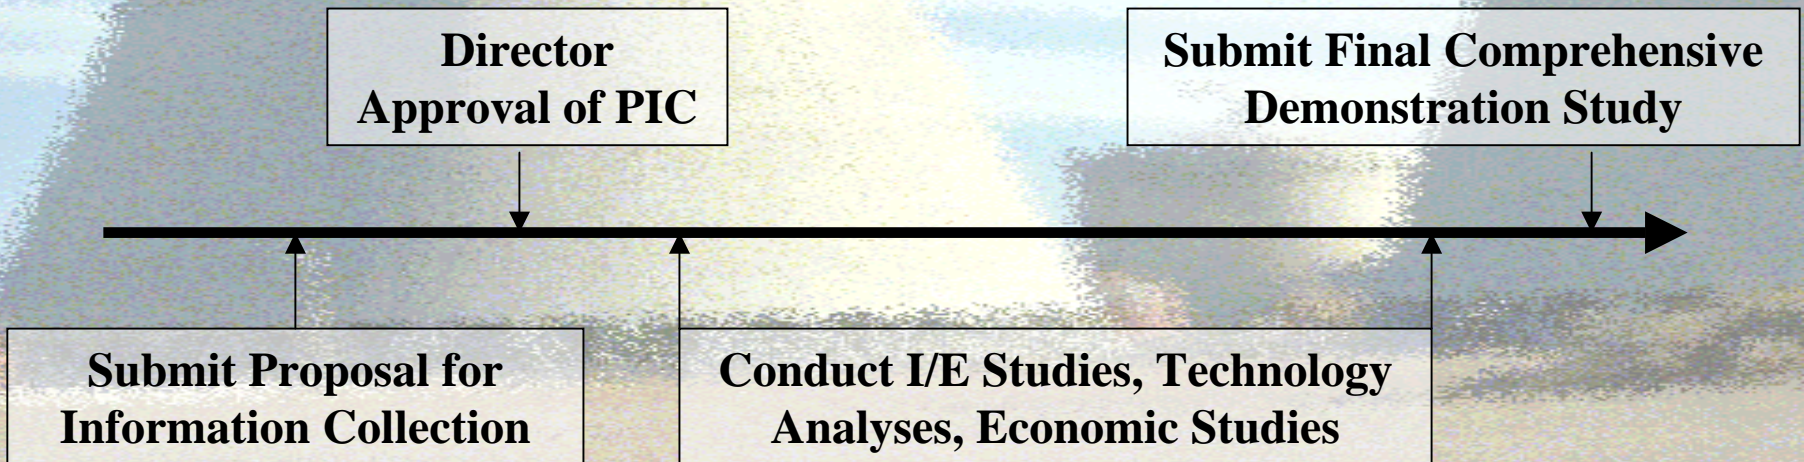 Director
Approval of PIC
Submit Final Comprehensive
Demonstration Study
Submit Proposal for
Information Collection
Conduct I/E Studies, Technology
Analyses, Economic Studies